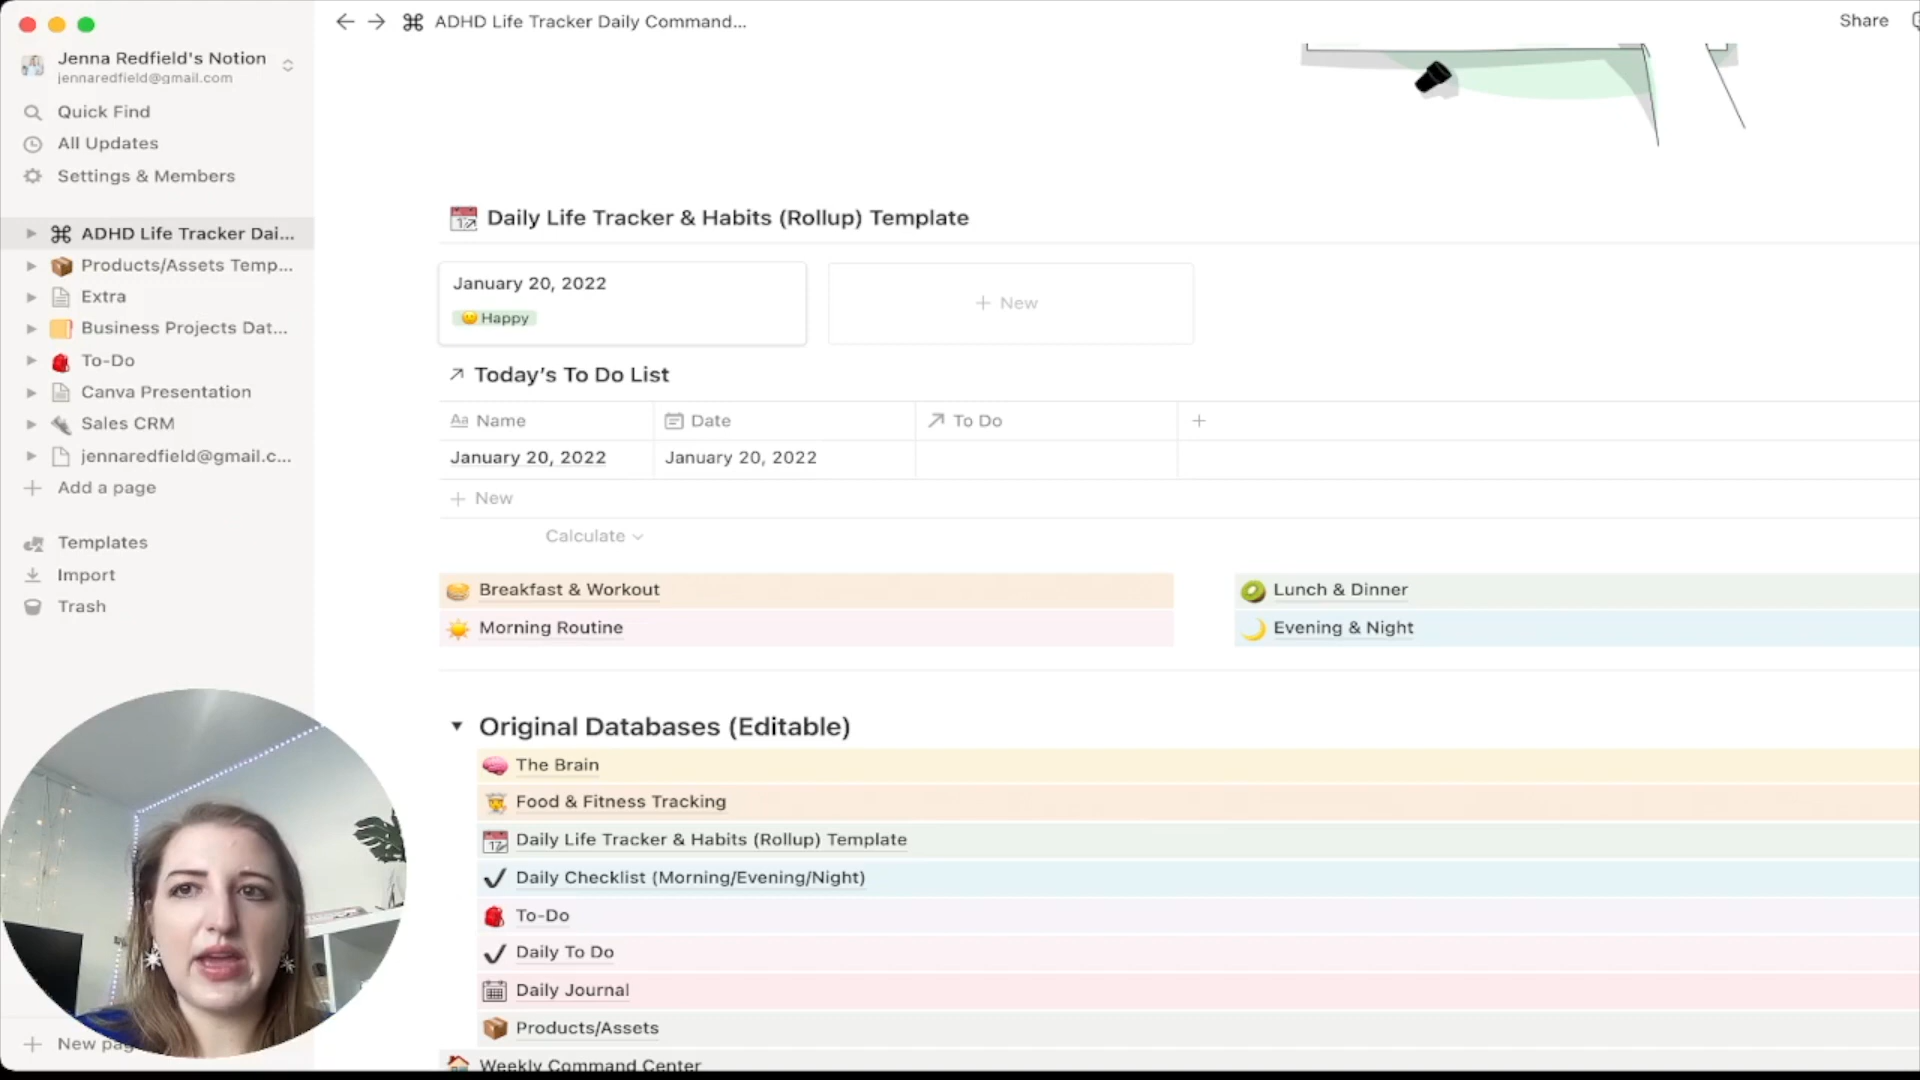 ADHD Life Tracker Daily Command...
Share
Jenna Redfield's Notion
jennaredfield@gmail.com
Quick Find
All Updates
Settings & Members
ADHD Life Tracker Dai...
Products/Assets Temp...
Extra
Business Projects Dat...
To-Do
Canva Presentation
Sales CRM
jennaredfield@gmail.c...
Add a page
Templates
Import
Trash
New pag
Daily Life Tracker & Habits (Rollup) Template
January 20, 2022
Happy
+ New
Today's To Do List
Aa Name Date To Do +
January 20, 2022 January 20, 2022
+ New
Calculate
Breakfast & Workout
Morning Routine
Lunch & Dinner
Evening & Night
Original Databases (Editable)
The Brain
Food & Fitness Tracking
Daily Life Tracker & Habits (Rollup) Template
Daily Checklist (Morning/Evening/Night)
To-Do
Daily To Do
Daily Journal
Products/Assets
Weekly Command Center